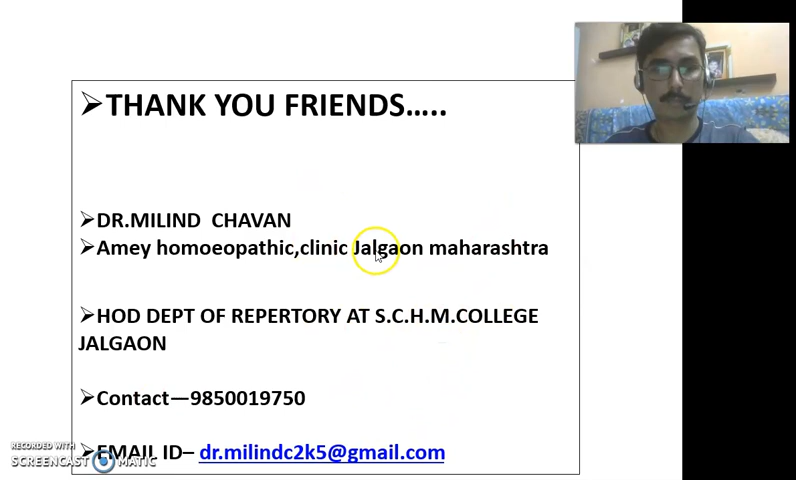 ➢THANK YOU FRIENDS.....
➢DR.MILIND CHAVAN
➢Amey homoeopathic,clinic Jalgaon maharashtra
➢HOD DEPT OF REPERTORY AT S.C.H.M.COLLEGE
JALGAON
➢Contact—9850019750
➢EMAIL ID– dr.milindc2k5@gmail.com
RECORDED WITH
SCREENCAST MATIC